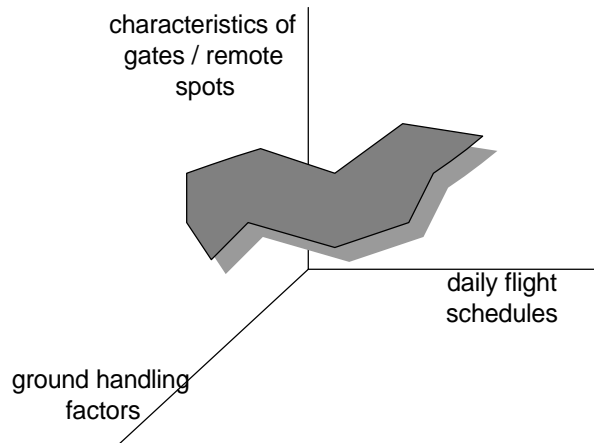 characteristics of
gates / remote
spots
daily flight
schedules
ground handling
factors